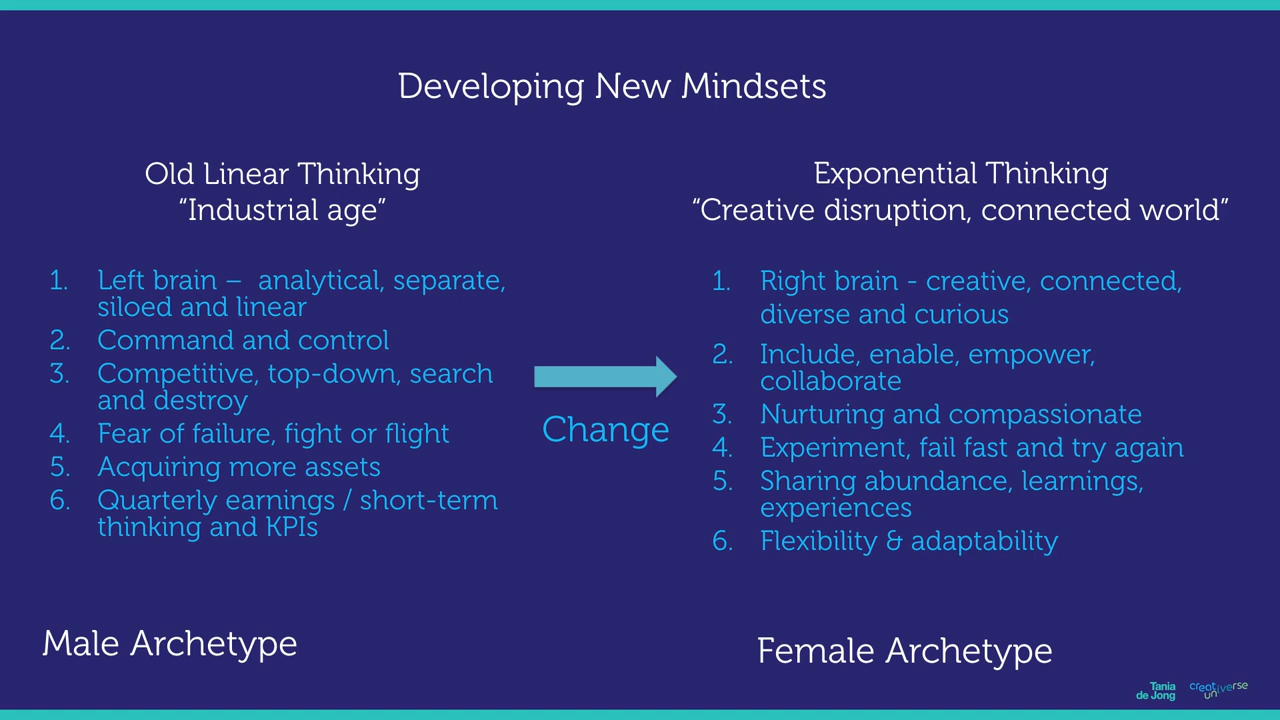 Developing New Mindsets
Old Linear Thinking
“Industrial age”
1. Left brain – analytical, separate,
siloed and linear
2. Command and control
3. Competitive, top-down, search
and destroy
4. Fear of failure, fight or flight
5. Acquiring more assets
6. Quarterly earnings / short-term
thinking and KPIs
Male Archetype
Change
Exponential Thinking
“Creative disruption, connected world”
1. Right brain - creative, connected,
diverse and curious
2. Include, enable, empower,
collaborate
3. Nurturing and compassionate
4. Experiment, fail fast and try again
5. Sharing abundance, learnings,
experiences
6. Flexibility & adaptability
Female Archetype
Tania
de Jong
creative
universe